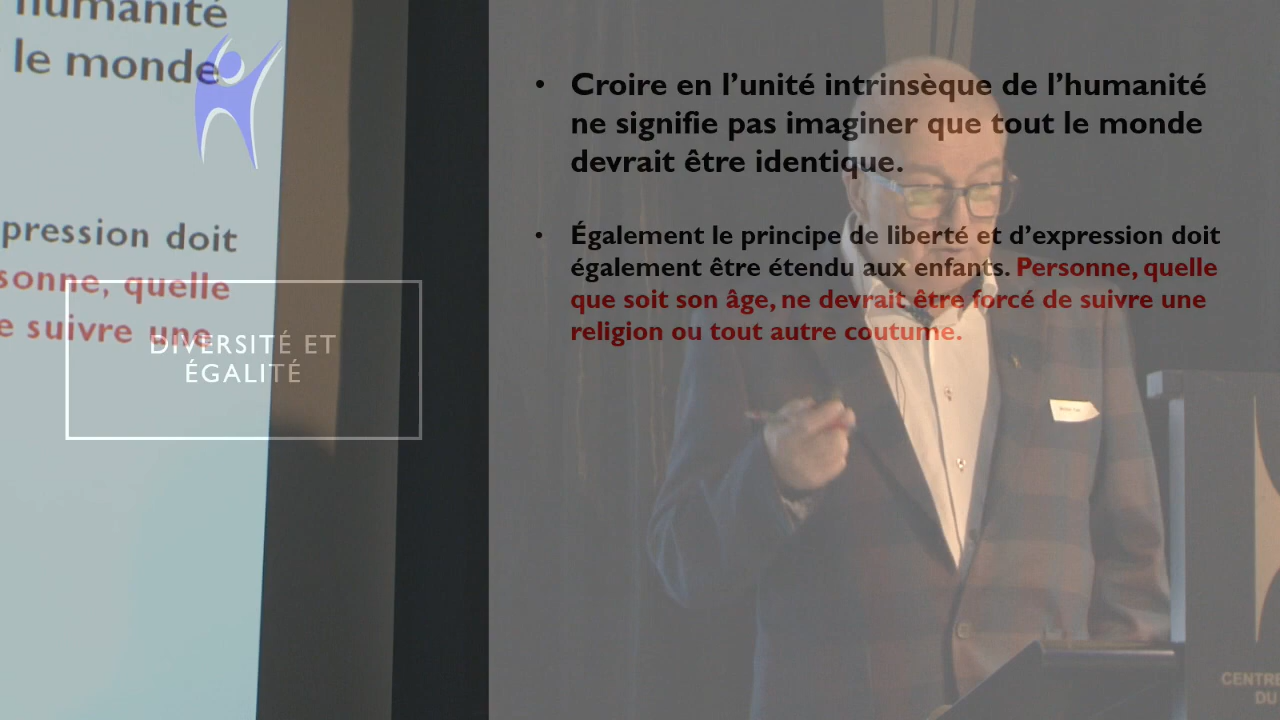 humanité
le monde
pression doit
sonne, quelle
e suivre une
DIVERSITÉ ET
ÉGALITÉ
• Croire en l’unité intrinsèque de l’humanité
ne signifie pas imaginer que tout le monde
devrait être identique.
• Également le principe de liberté et d’expression doit
également être étendu aux enfants. Personne, quelle
que soit son âge, ne devrait être forcé de suivre une
religion ou tout autre coutume.
CENTRE
DU